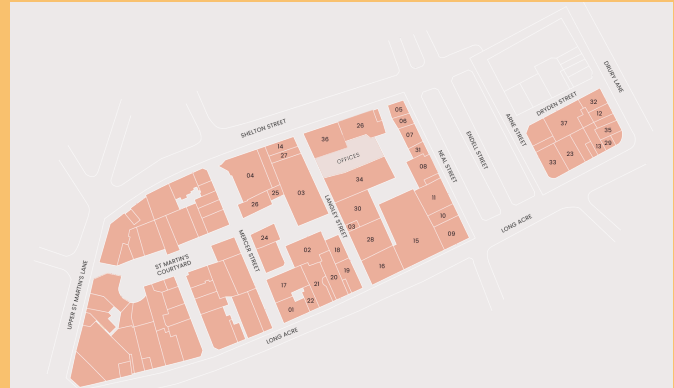 SHELTON STREET
DRURY LANE
DRYDEN STREET
ARNE STREET
ENDELL STREET
NEAL STREET
LONG ACRE
LANGLEY STREET
MERCER STREET
ST MARTIN'S
COURTYARD
UPPER ST MARTIN'S LANE
LONG ACRE
OFFICES
32
12
37
35
29
13
23
33
05
06
07
31
08
11
10
09
15
26
36
34
30
03
28
16
14
27
04
25
03
26
24
02
18
19
20
21
17
22
01